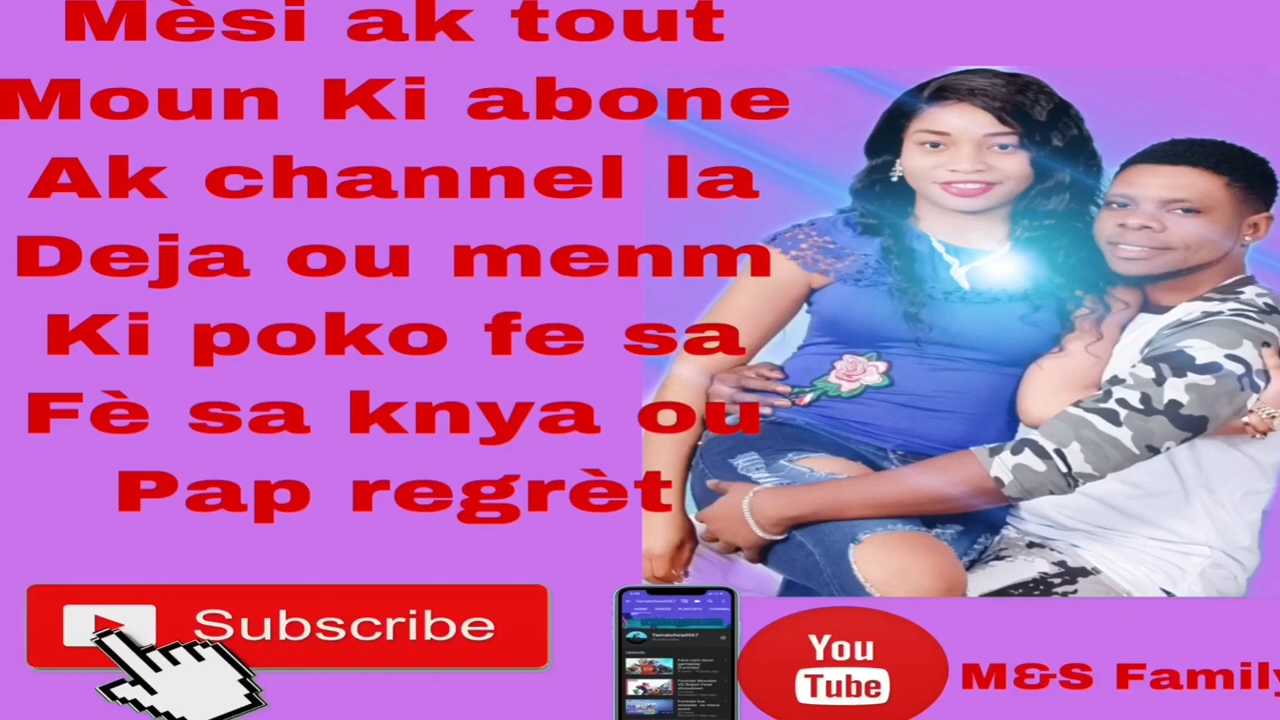 Mèsi ak tout
Moun Ki abone
Ak channel la
Deja ou menm
Ki poko fe sa
Fè sa knya ou
Pap regrèt
Subscribe
You
Tube
M&S Family